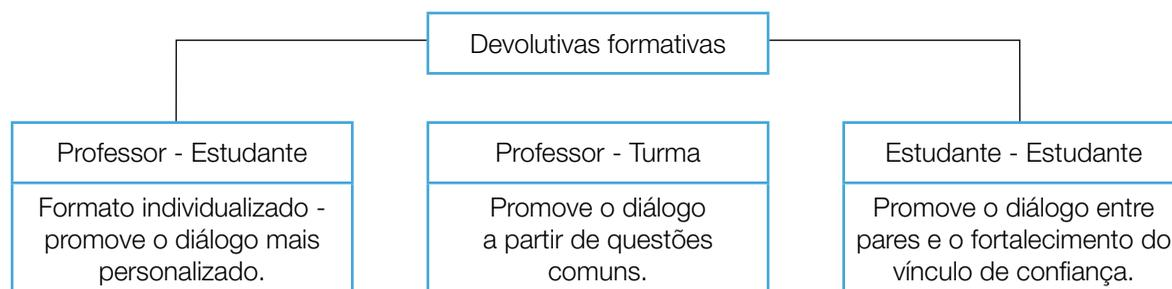 Devolutivas formativas
Professor - Estudante
Formato individualizado -
promove o diálogo mais
personalizado.
Professor - Turma
Promove o diálogo
a partir de questões
comuns.
Estudante - Estudante
Promove o diálogo entre
pares e o fortalecimento do
vínculo de confiança.